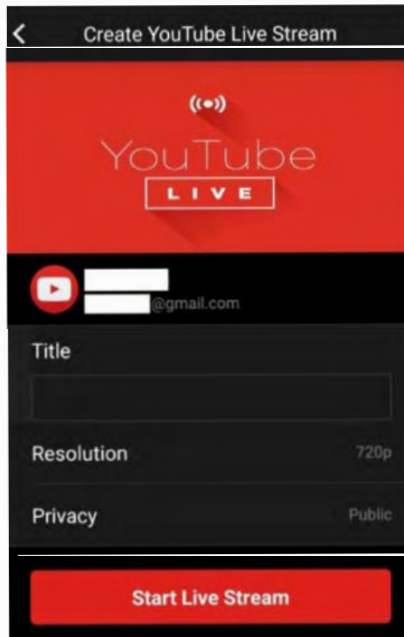 Create YouTube Live Stream
YouTube
LIVE
@gmail.com
Title
Resolution 720p
Privacy Public
Start Live Stream